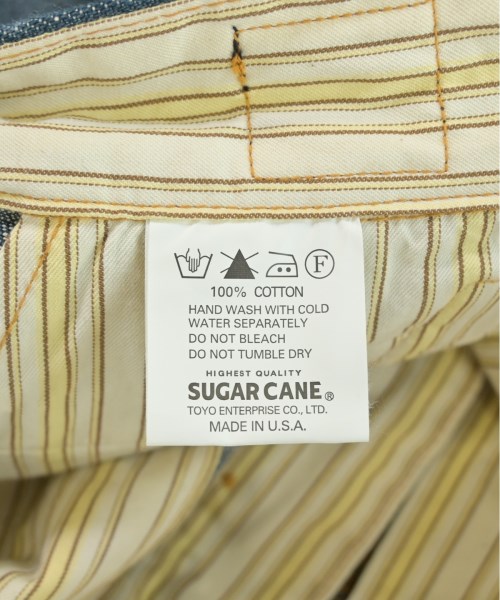 F
100% COTTON
HAND WASH WITH COLD
WATER SEPARATELY
DO NOT BLEACH
DO NOT TUMBLE DRY
HIGHEST QUALITY
SUGAR CANE ®
TOYO ENTERPRISE CO., LTD.
MADE IN U.S.A.